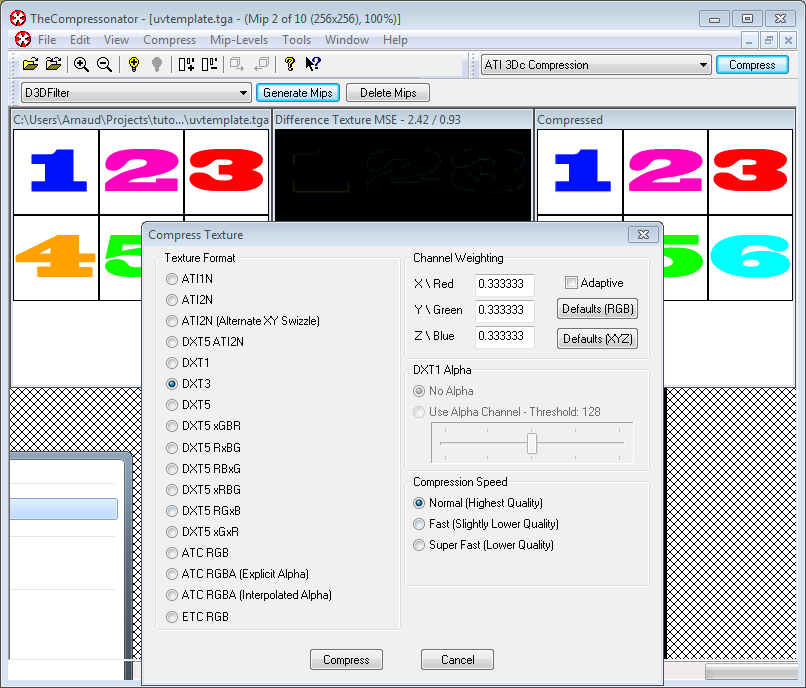 TheCompressonator - [uvtemplate.tga - (Mip 2 of 10 (256x256), 100%)]
File Edit View Compress Mip-Levels Tools Window Help
ATI 3Dc Compression Compress
D3DFilter Generate Mips Delete Mips
C:\Users\Arnaud\Projects\tuto...\uvtemplate.tga Difference Texture MSE - 2.42 / 0.93 Compressed
1 2 3 1 2 3 1 2 3
4 5 5 6
Compress Texture
Texture Format
ATI1N
ATI2N
ATI2N (Alternate XY Swizzle)
DXT5 ATI2N
DXT1
DXT3
DXT5
DXT5 xGBR
DXT5 RxBG
DXT5 RBxG
DXT5 xRBG
DXT5 RGxB
DXT5 xGxR
ATC RGB
ATC RGBA (Explicit Alpha)
ATC RGBA (Interpolated Alpha)
ETC RGB
Channel Weighting
X \ Red 0.333333 Adaptive
Y \ Green 0.333333 Defaults (RGB)
Z \ Blue 0.333333 Defaults (XYZ)
DXT1 Alpha
No Alpha
Use Alpha Channel - Threshold: 128
Compression Speed
Normal (Highest Quality)
Fast (Slightly Lower Quality)
Super Fast (Lower Quality)
Compress Cancel